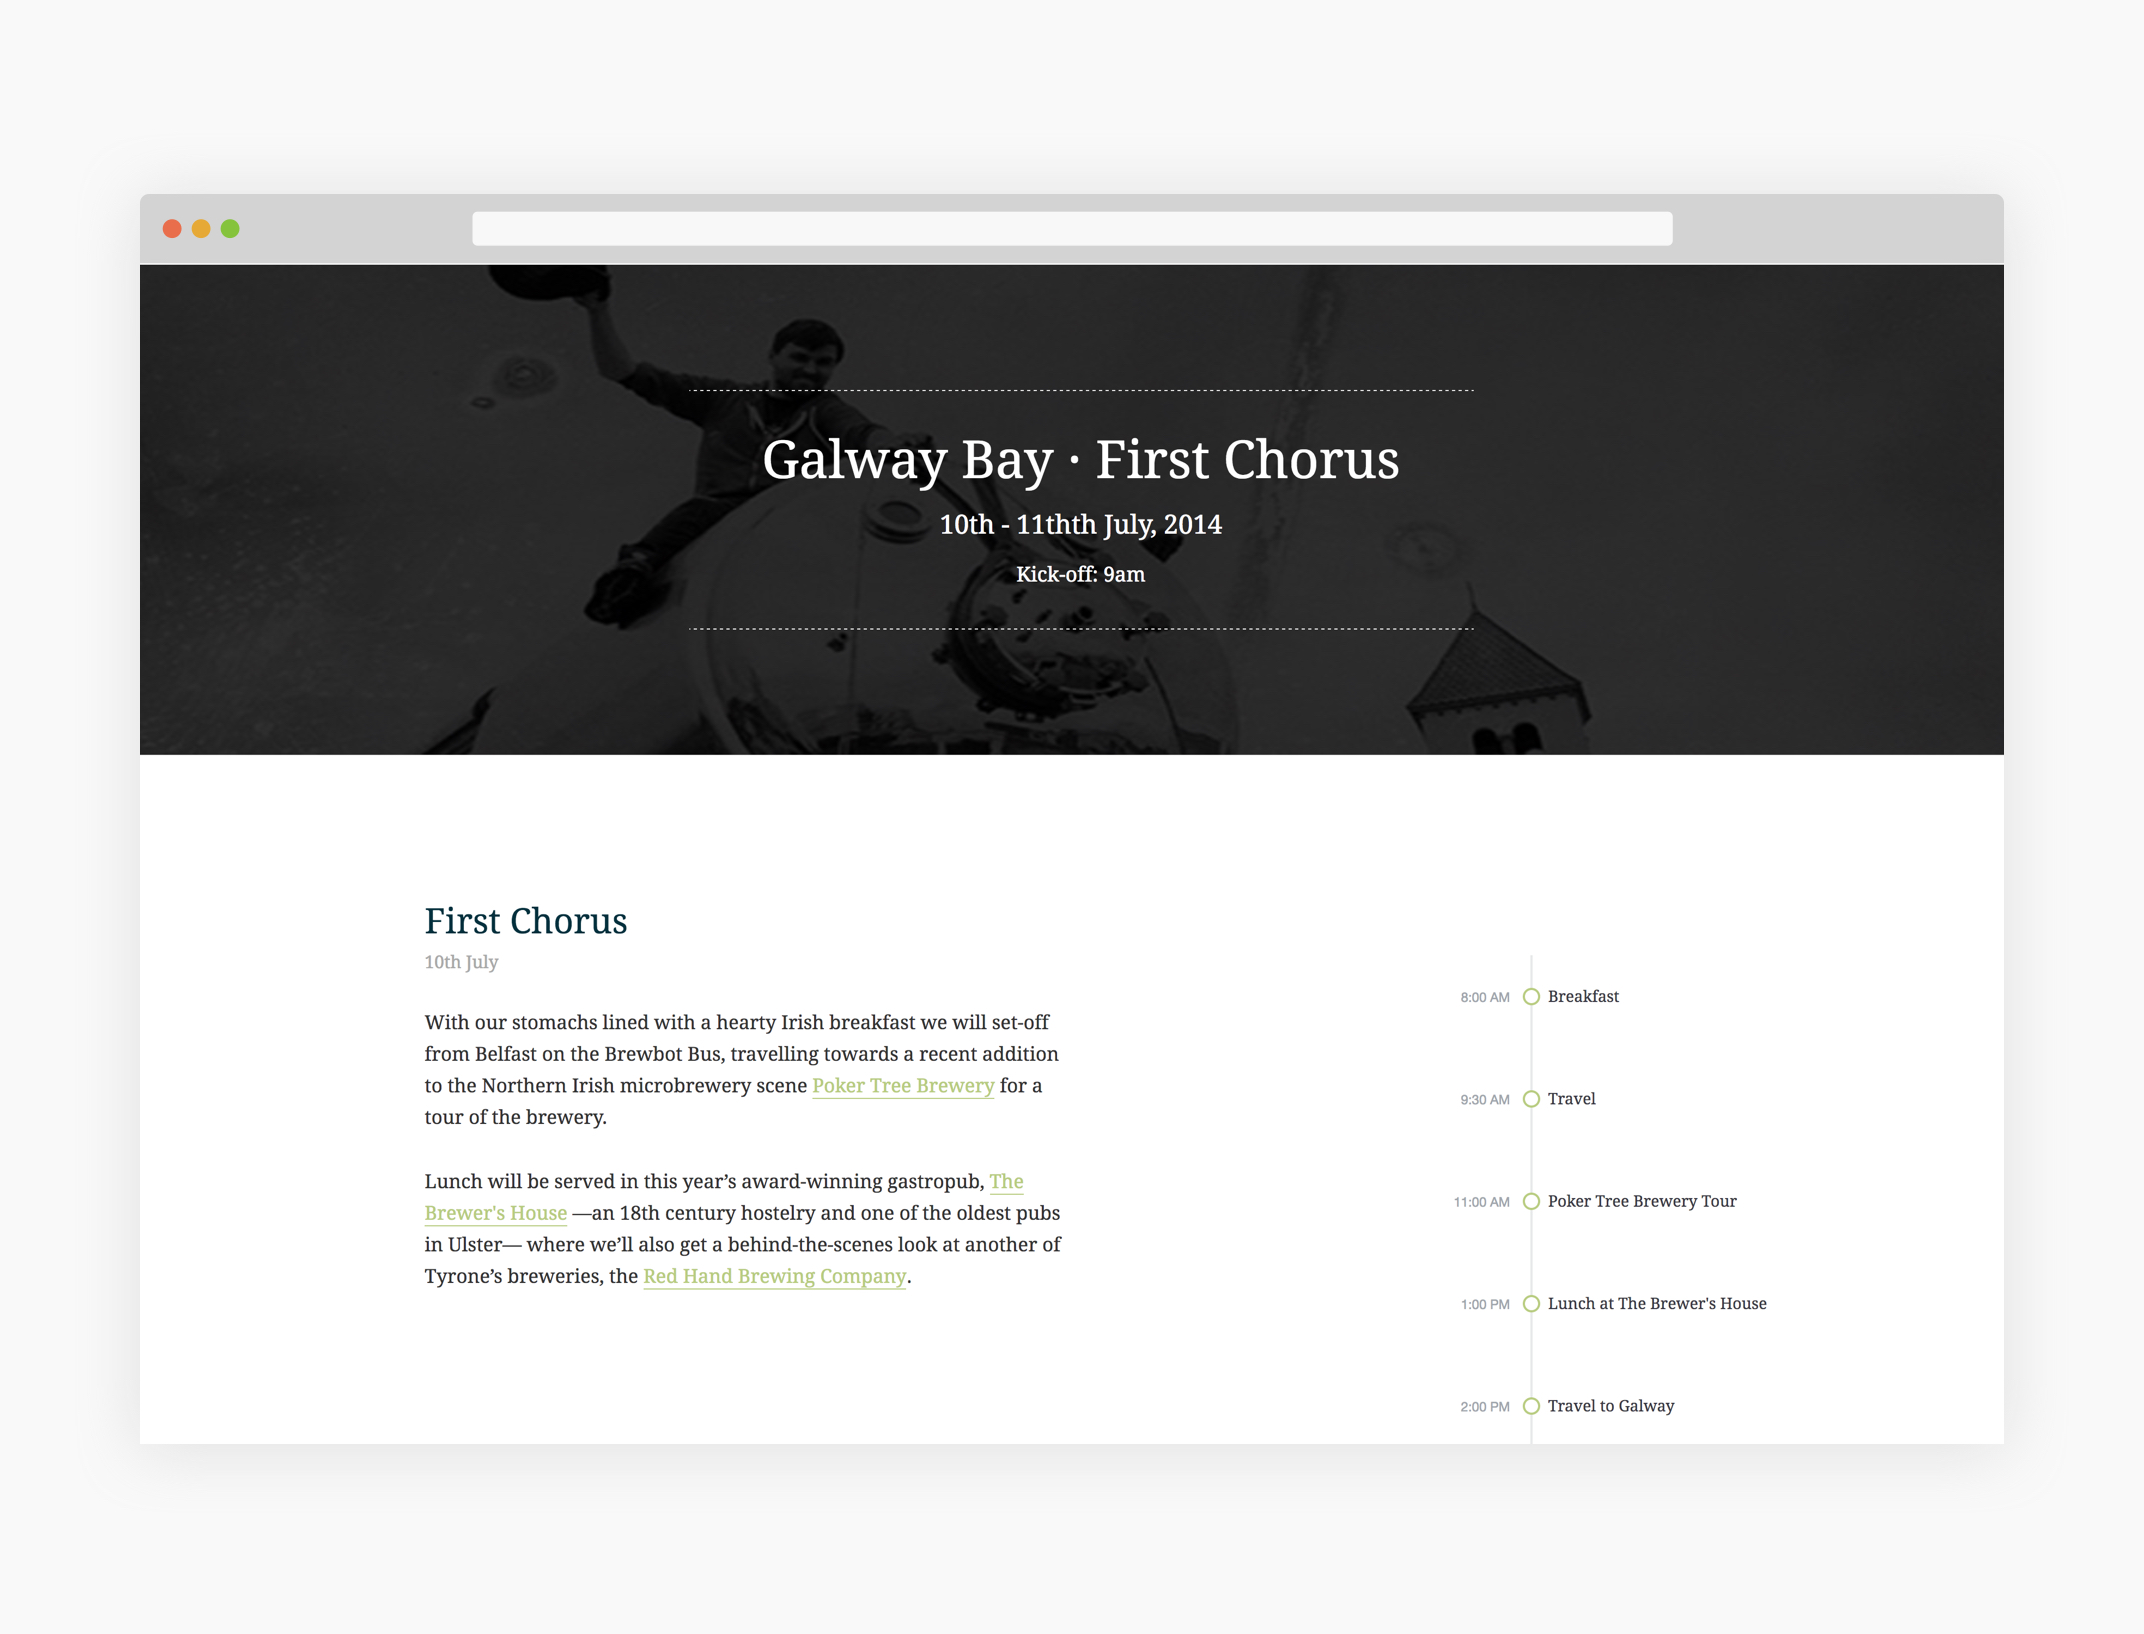 Galway Bay · First Chorus
10th - 11thth July, 2014
Kick-off: 9am
First Chorus
10th July
With our stomachs lined with a hearty Irish breakfast we will set-off
from Belfast on the Brewbot Bus, travelling towards a recent addition
to the Northern Irish microbrewery scene Poker Tree Brewery for a
tour of the brewery.
Lunch will be served in this year’s award-winning gastropub, The
Brewer's House —an 18th century hostelry and one of the oldest pubs
in Ulster— where we’ll also get a behind-the-scenes look at another of
Tyrone’s breweries, the Red Hand Brewing Company.
8:00 AM Breakfast
9:30 AM Travel
11:00 AM Poker Tree Brewery Tour
1:00 PM Lunch at The Brewer's House
2:00 PM Travel to Galway